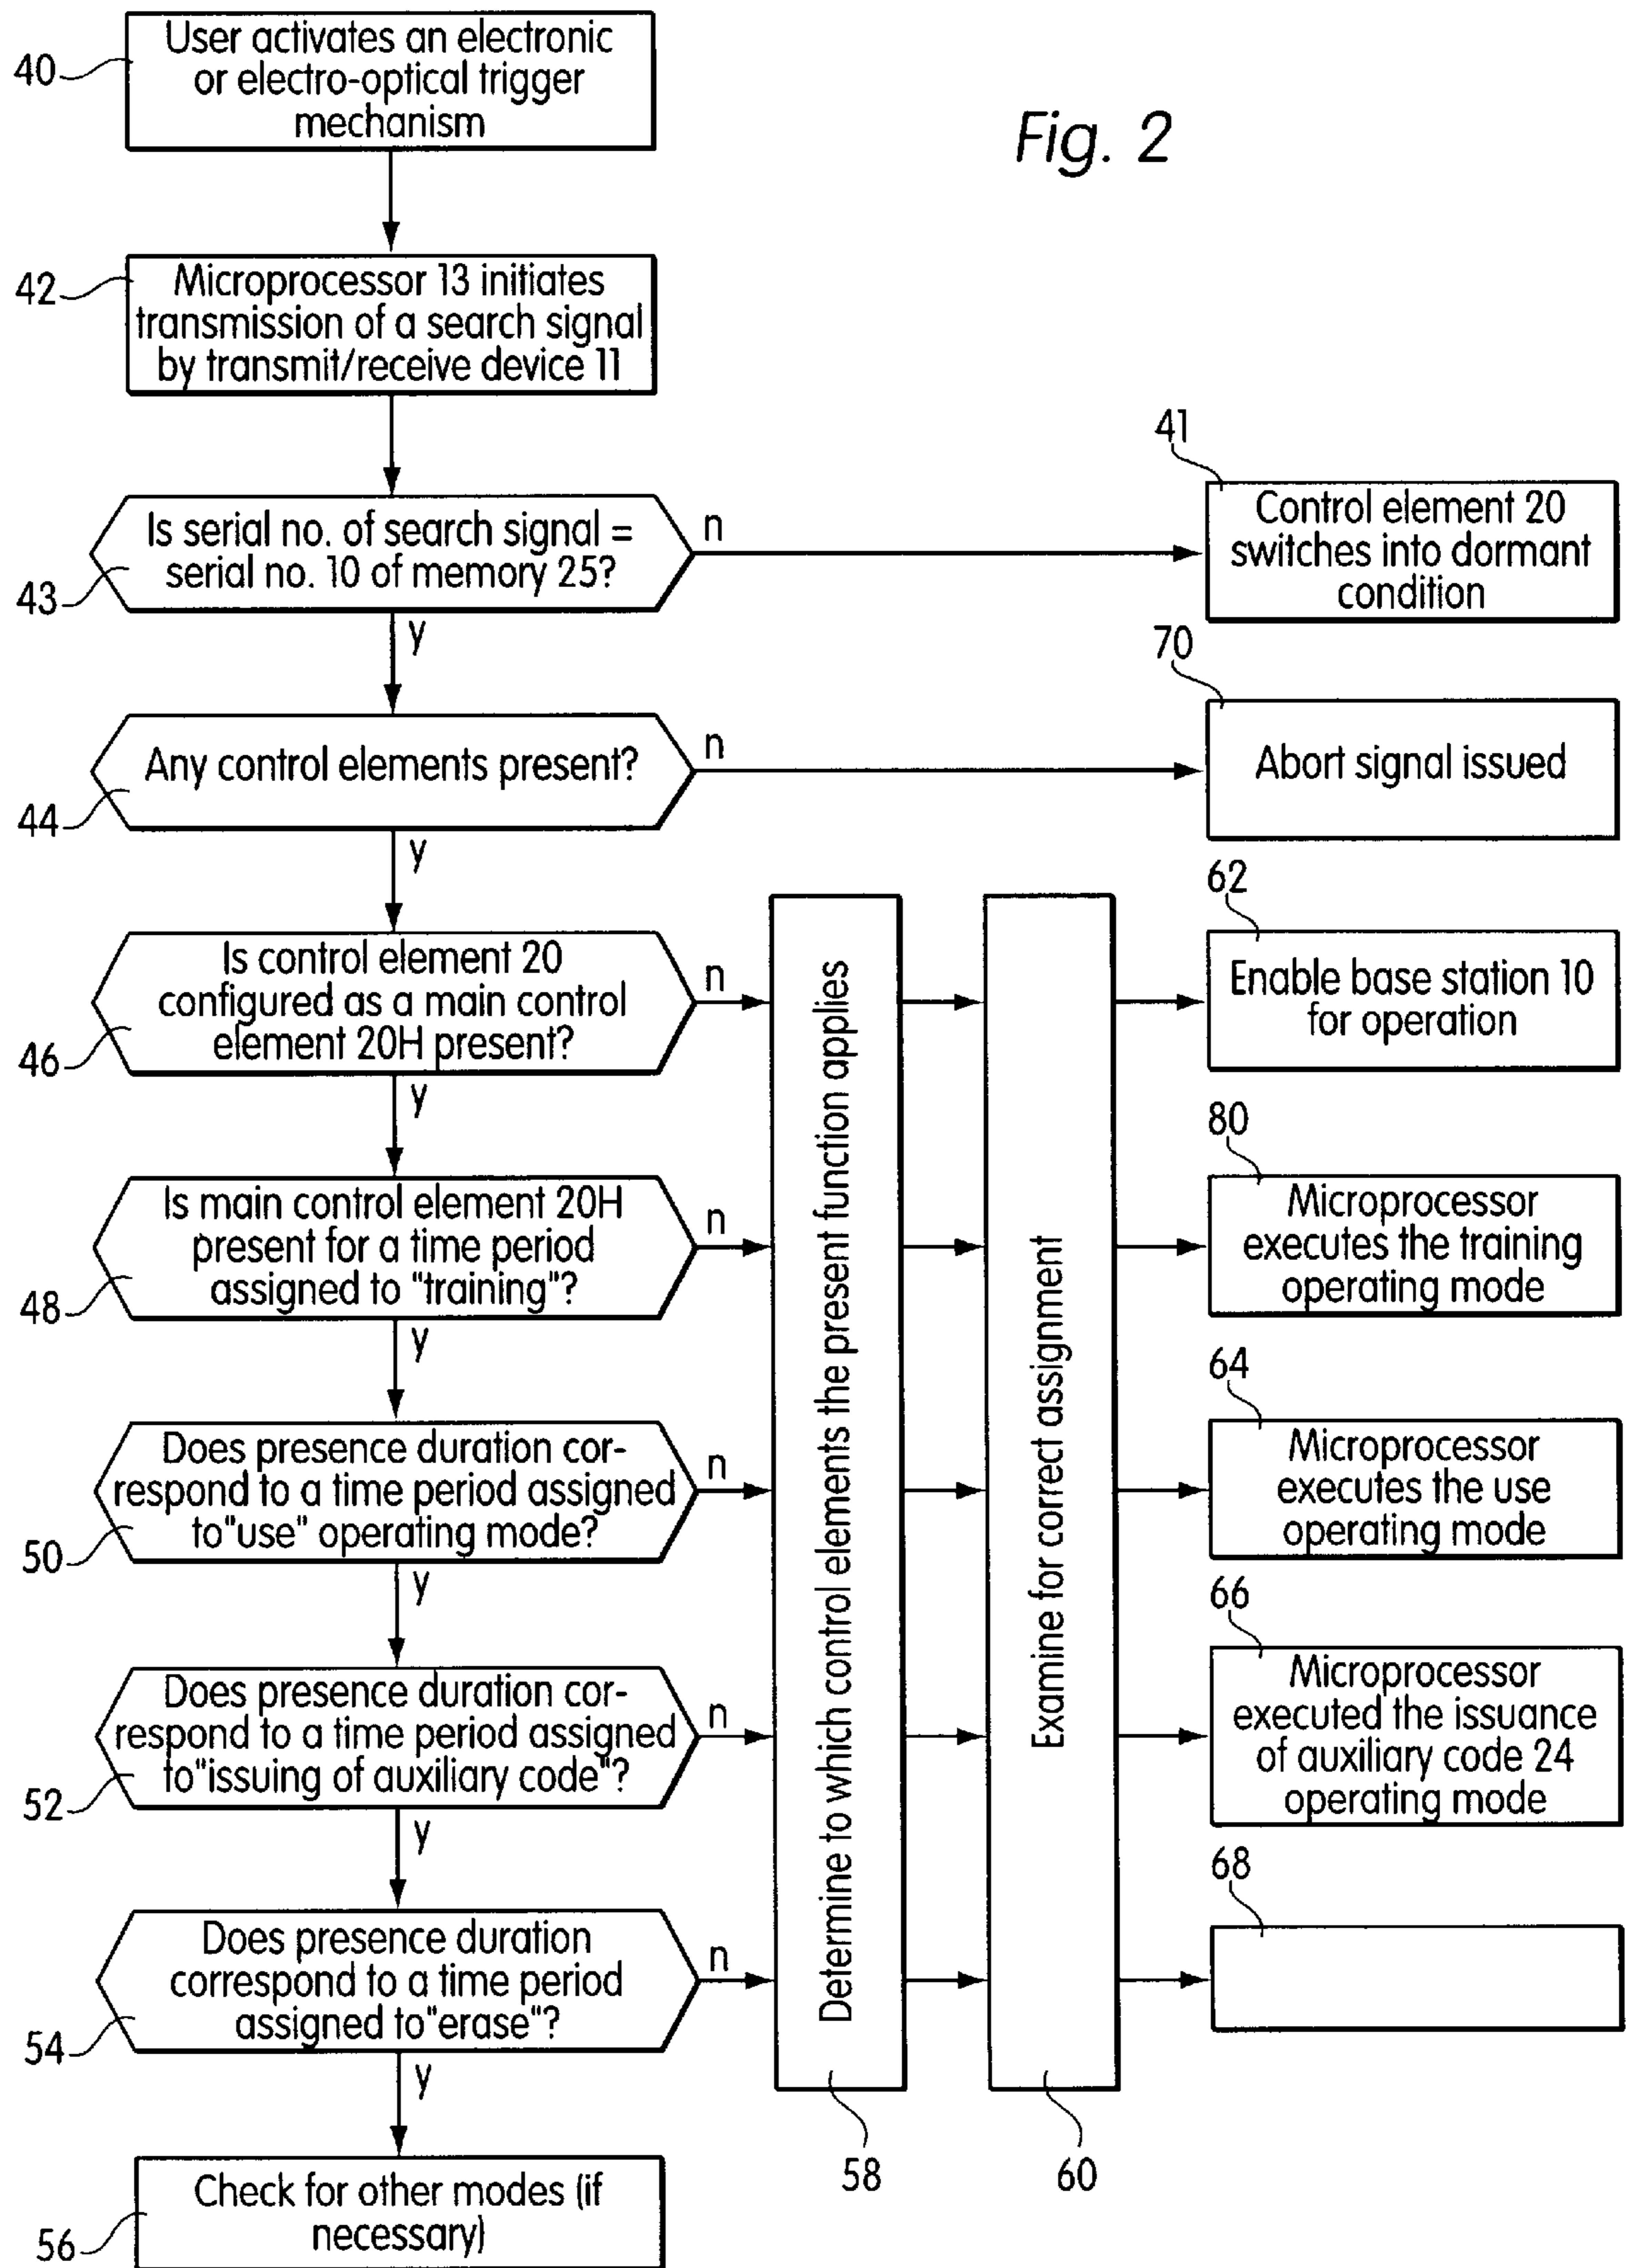 Fig. 2
40
User activates an electronic
or electro-optical trigger
mechanism
42
Microprocessor 13 initiates
transmission of a search signal
by transmit/receive device 11
43
Is serial no. of search signal =
serial no. 10 of memory 25?
n
y
41
Control element 20
switches into dormant
condition
44
Any control elements present?
n
y
70
Abort signal issued
46
Is control element 20
configured as a main control
element 20H present?
n
y
62
Enable base station 10
for operation
48
Is main control element 20H
present for a time period
assigned to "training"?
n
y
80
Microprocessor
executes the training
operating mode
50
Does presence duration cor-
respond to a time period assigned
to"use" operating mode?
n
y
64
Microprocessor
executes the use
operating mode
52
Does presence duration cor-
respond to a time period assigned
to"issuing of auxiliary code"?
n
y
66
Microprocessor
executed the issuance
of auxiliary code 24
operating mode
54
Does presence duration
correspond to a time period
assigned to"erase"?
n
y
68
56
Check for other modes (if
necessary)
Determine to which control elements the present function applies
58
Examine for correct assignment
60